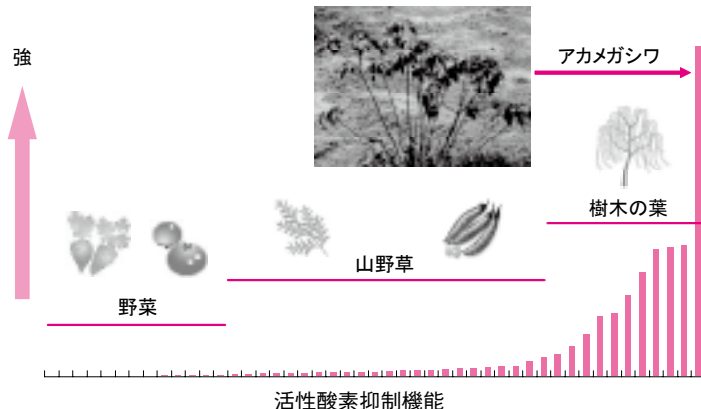 強
アカメガシワ
樹木の葉
山野草
野菜
活性酸素抑制機能